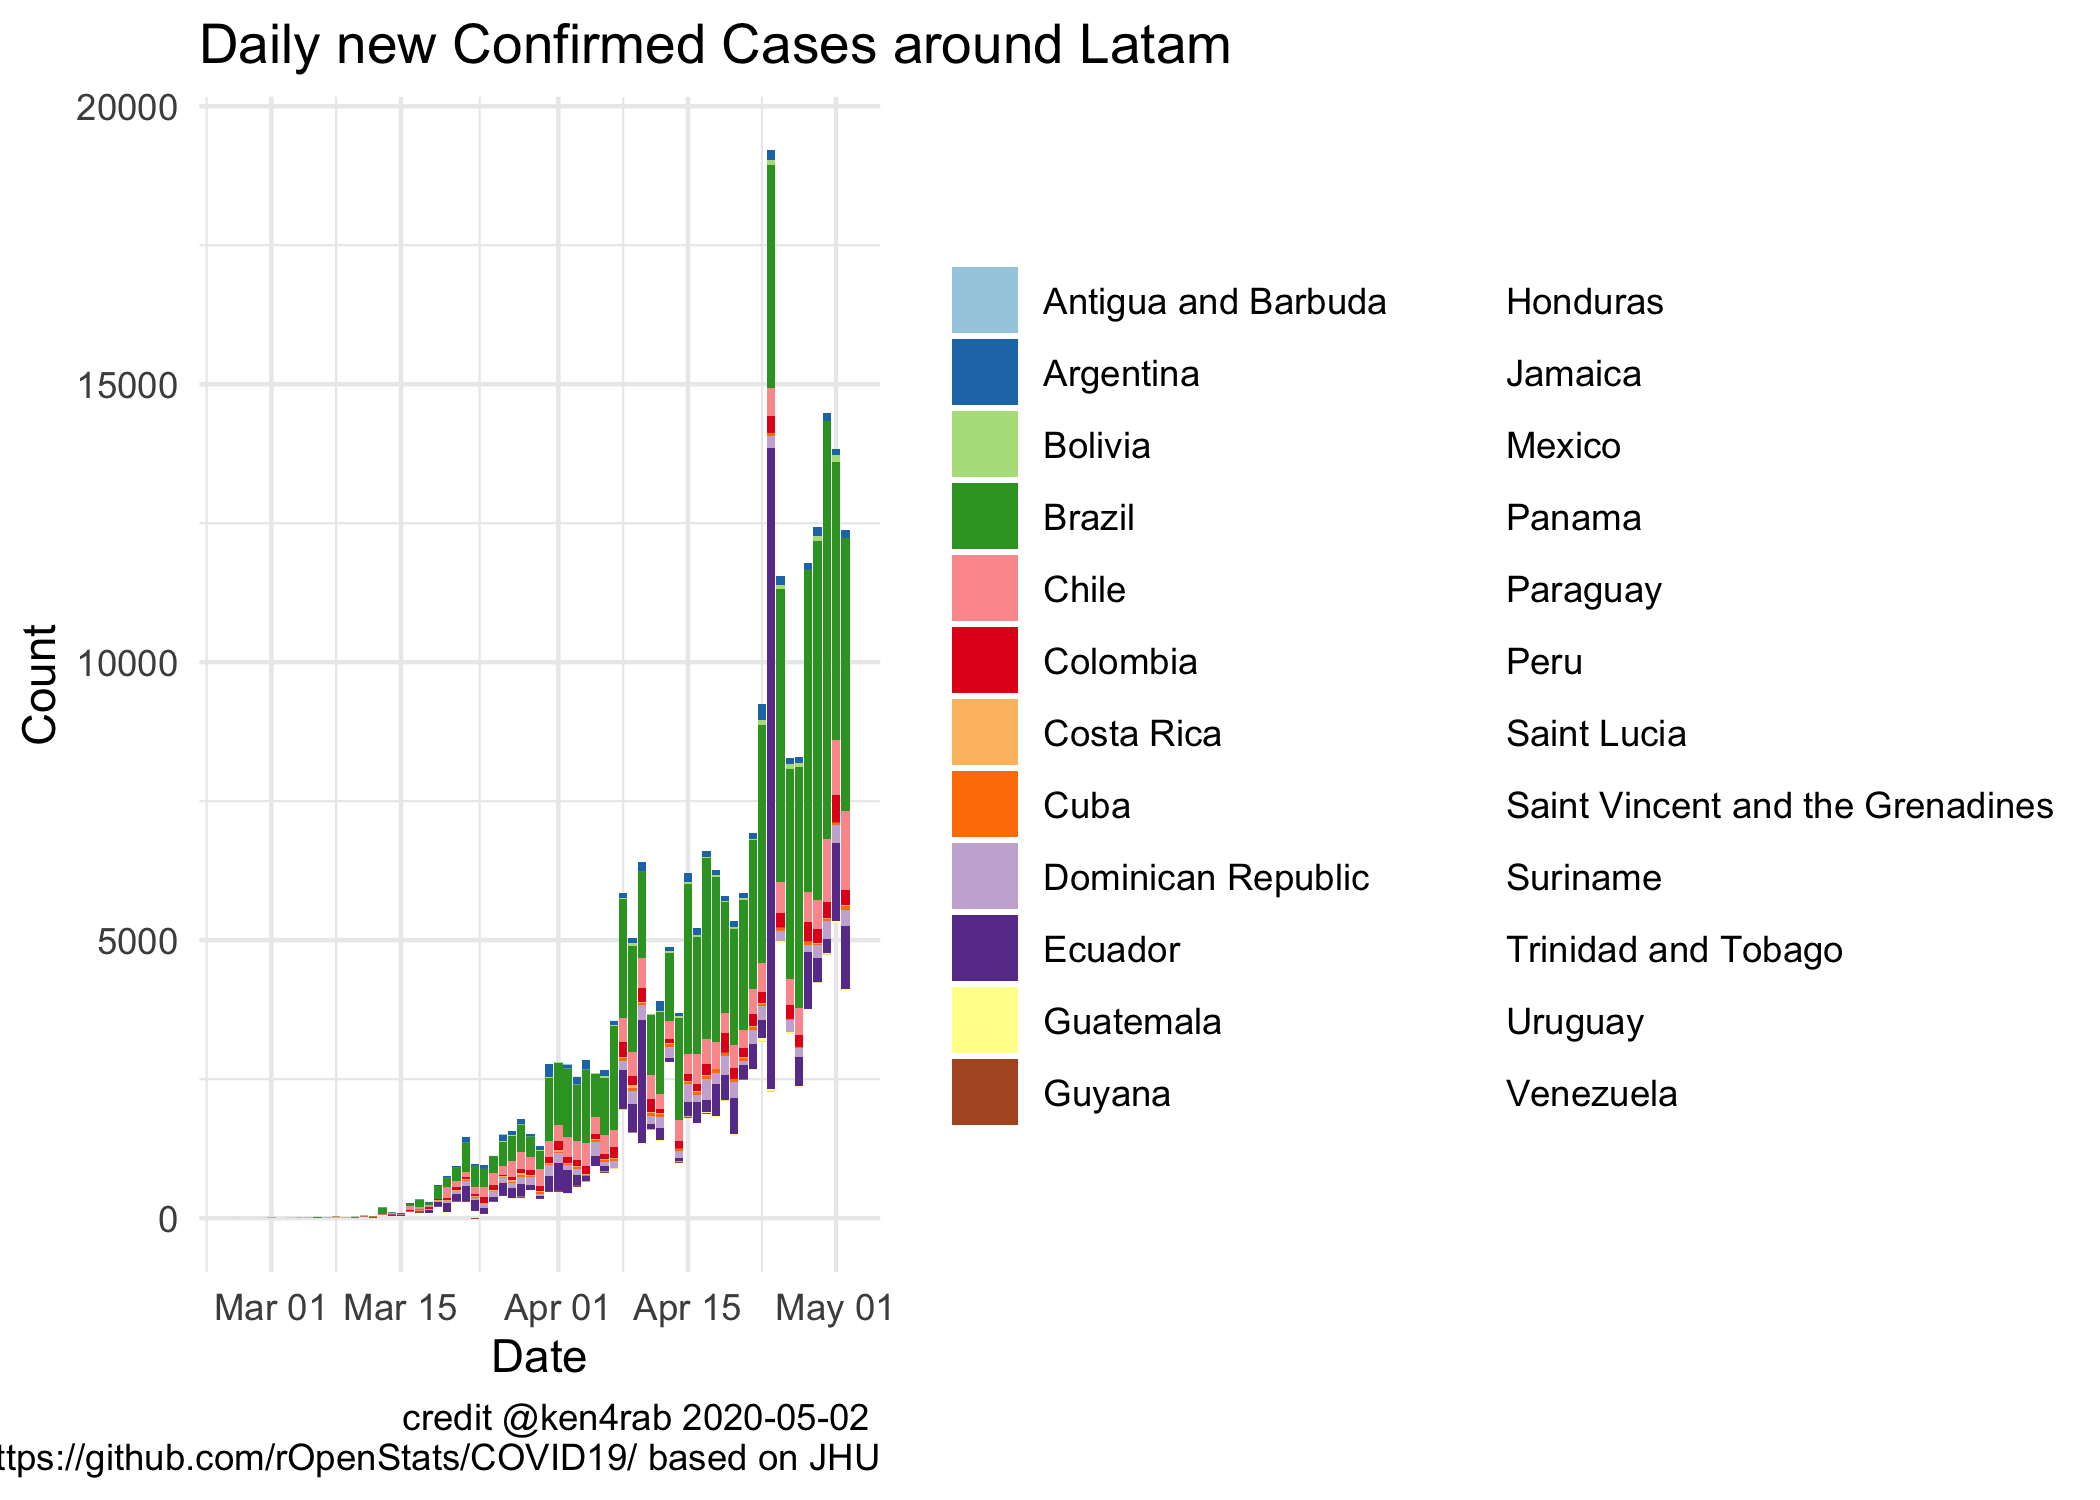 Daily new Confirmed Cases around Latam
20000
15000
10000
5000
0
Count
Mar 01
Mar 15
Apr 01
Apr 15
May 01
Date
Antigua and Barbuda
Argentina
Bolivia
Brazil
Chile
Colombia
Costa Rica
Cuba
Dominican Republic
Ecuador
Guatemala
Guyana
Honduras
Jamaica
Mexico
Panama
Paraguay
Peru
Saint Lucia
Saint Vincent and the Grenadines
Suriname
Trinidad and Tobago
Uruguay
Venezuela
credit @ken4rab 2020-05-02
ttps://github.com/rOpenStats/COVID19/ based on JHU